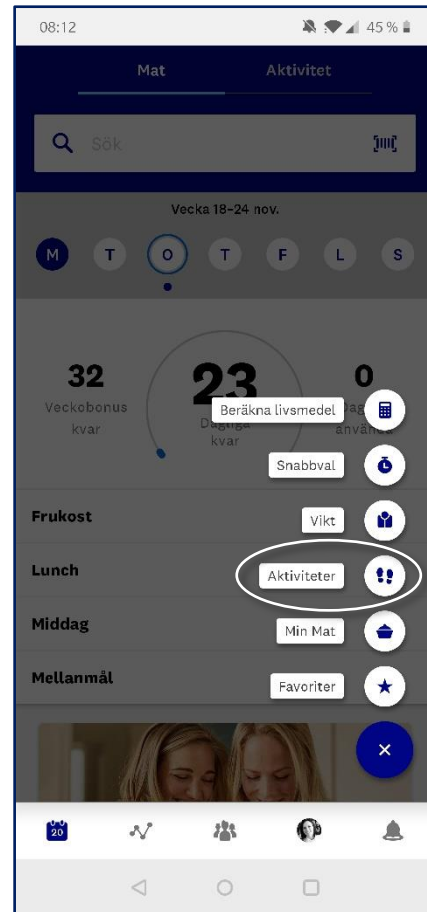 08:12 45 %
Mat Aktivitet
Sök
Vecka 18–24 nov.
M T O T F L S
32 23 0
Veckobonus
kvar
Dagliga
kvar
Beräkna livsmedel
Snabbval
Frukost
Vikt
Lunch
Aktiviteter
Middag
Min Mat
Mellanmål
Favoriter
20